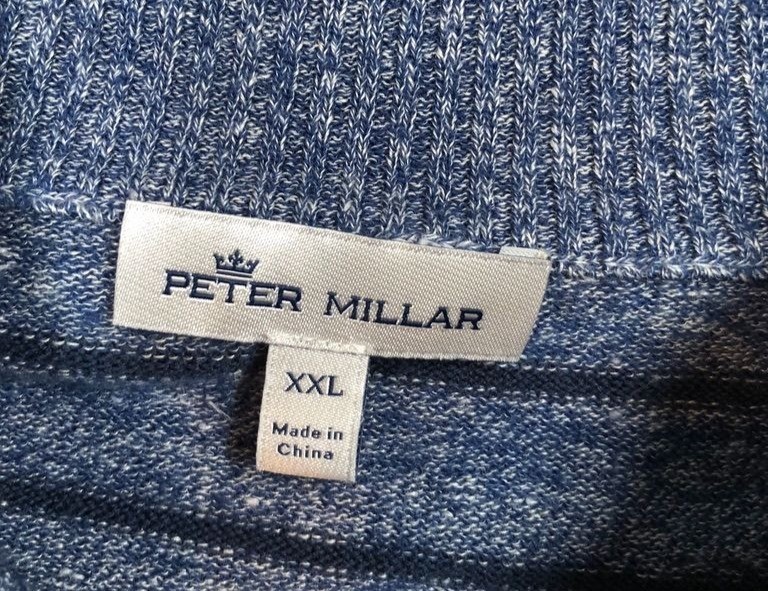 PETER MILLAR
XXL
Made in
China